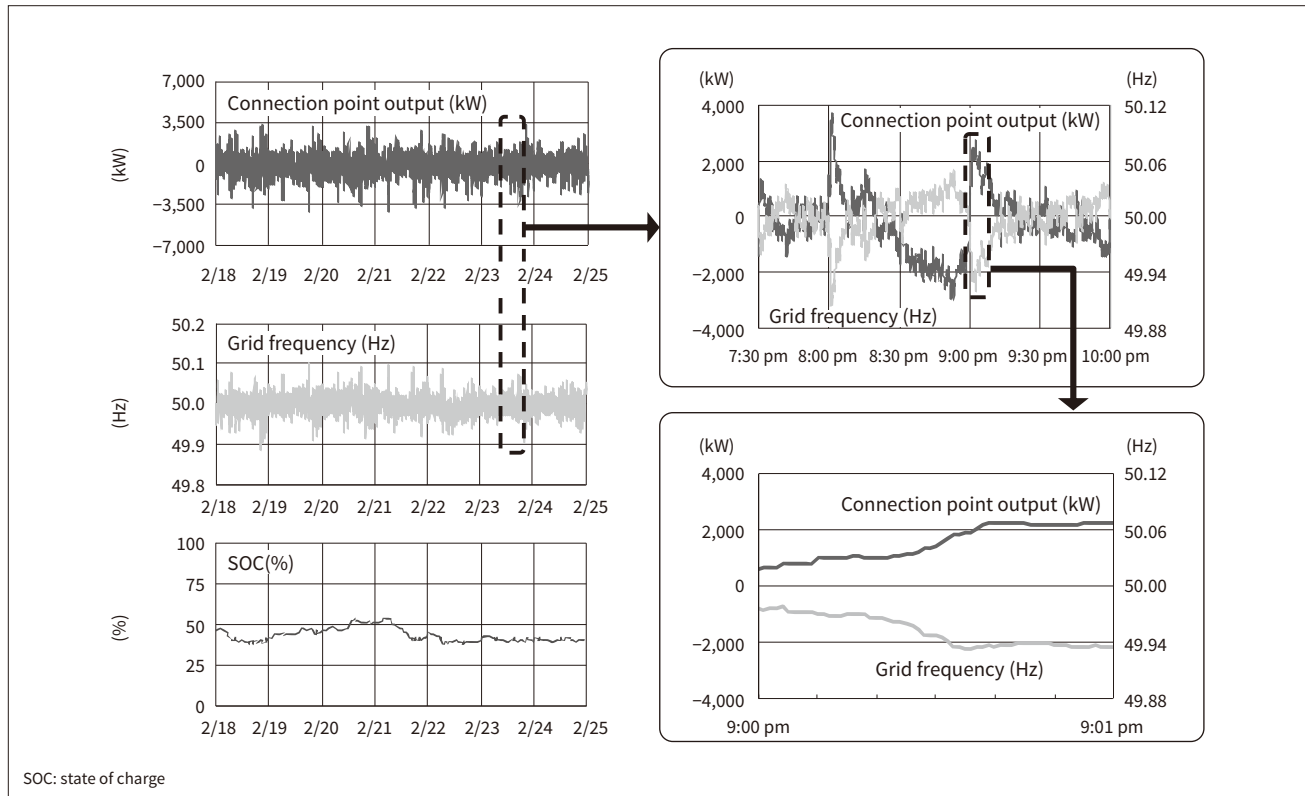 7,000
3,500
0
−3,500
−7,000
(kW)
Connection point output (kW)
2/18 2/19 2/20 2/21 2/22 2/23 2/24 2/25
50.2
50.1
50.0
49.9
49.8
(Hz)
Grid frequency (Hz)
2/18 2/19 2/20 2/21 2/22 2/23 2/24 2/25
100
75
50
25
0
(%)
SOC(%)
2/18 2/19 2/20 2/21 2/22 2/23 2/24 2/25
(kW) (Hz)
4,000 50.12
Connection point output (kW)
2,000 50.06
0 50.00
−2,000 49.94
Grid frequency (Hz)
−4,000 49.88
7:30 pm 8:00 pm 8:30 pm 9:00 pm 9:30 pm 10:00 pm
(kW) (Hz)
4,000 50.12
Connection point output (kW)
2,000 50.06
0 50.00
−2,000 49.94
Grid frequency (Hz)
−4,000 49.88
9:00 pm 9:01 pm
SOC: state of charge